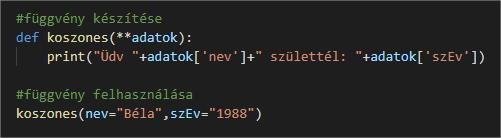 #függvény készítése
def koszones(**adatok):
    print("Üdv "+adatok['nev']+" születtél: "+adatok['szEv'])

#függvény felhasználása
koszones(nev="Béla",szEv="1988")